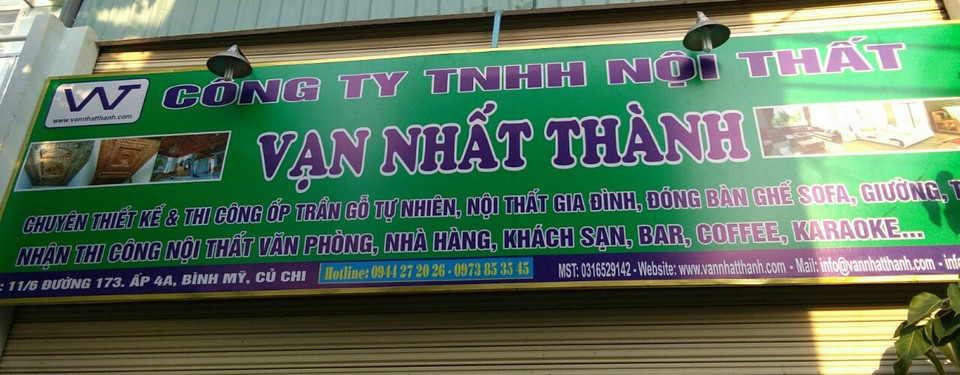 VNT
www.vannhatthanh.com
CÔNG TY TNHH NỘI THẤT
VẠN NHẤT THÀNH
CHUYÊN THIẾT KẾ & THI CÔNG ỐP TRẦN GỖ TỰ NHIÊN, NỘI THẤT GIA ĐÌNH, ĐÓNG BÀN GHẾ SOFA, GIƯỜNG,
NHẬN THI CÔNG NỘI THẤT VĂN PHÒNG, NHÀ HÀNG, KHÁCH SẠN, BAR, COFFEE, KARAOKE...
: 11/6 ĐƯỜNG 173. ẤP 4A, BÌNH MỸ, CỦ CHI Hotline: 0944 27 20 26 - 0973 85 35 45 MST: 0316529142 - Website: www.vannhatthanh.com - Mail: info@vannhatthanh.com -